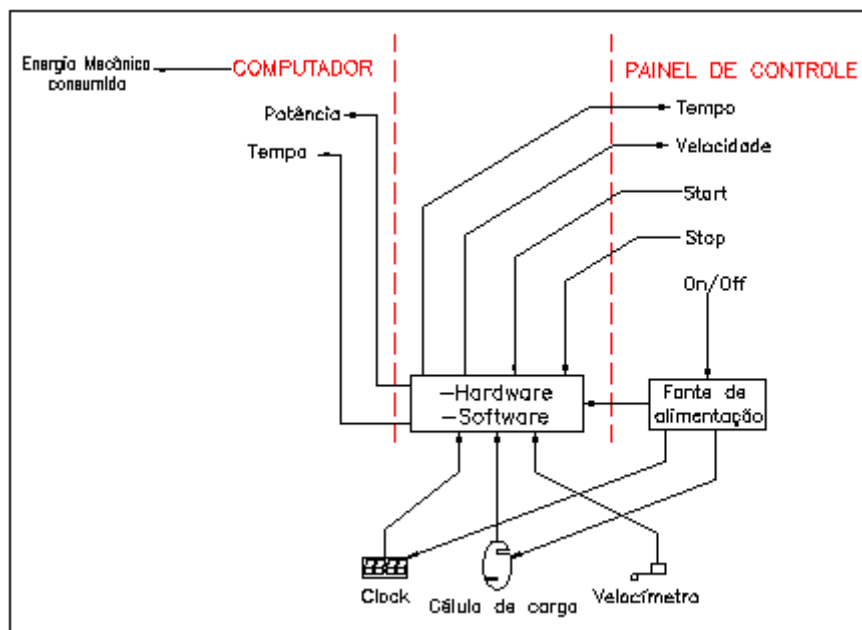 Energia Mecânica
consumida
COMPUTADOR
PAINEL DE CONTROLE
Potência
Tempo
Tempo
Velocidade
Start
Stop
On/Off
-Hardware
-Software
Fonte de
alimentação
Clock
Célula de carga
Velocímetro